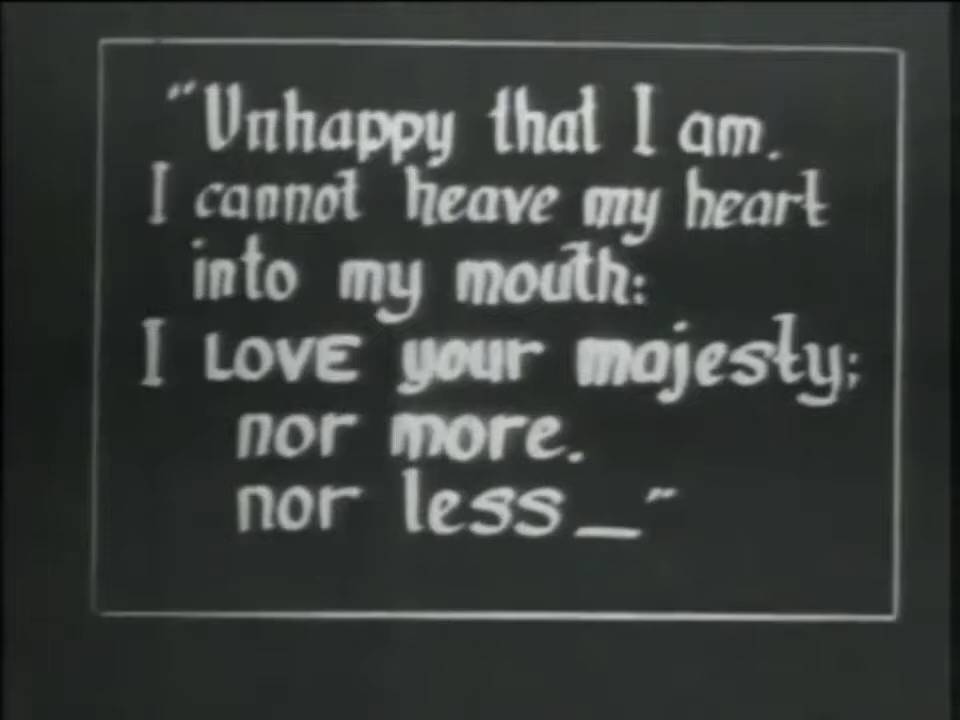 "Unhappy that I am.
I cannot heave my heart
into my mouth:
I LOVE your majesty;
nor more.
nor less_"